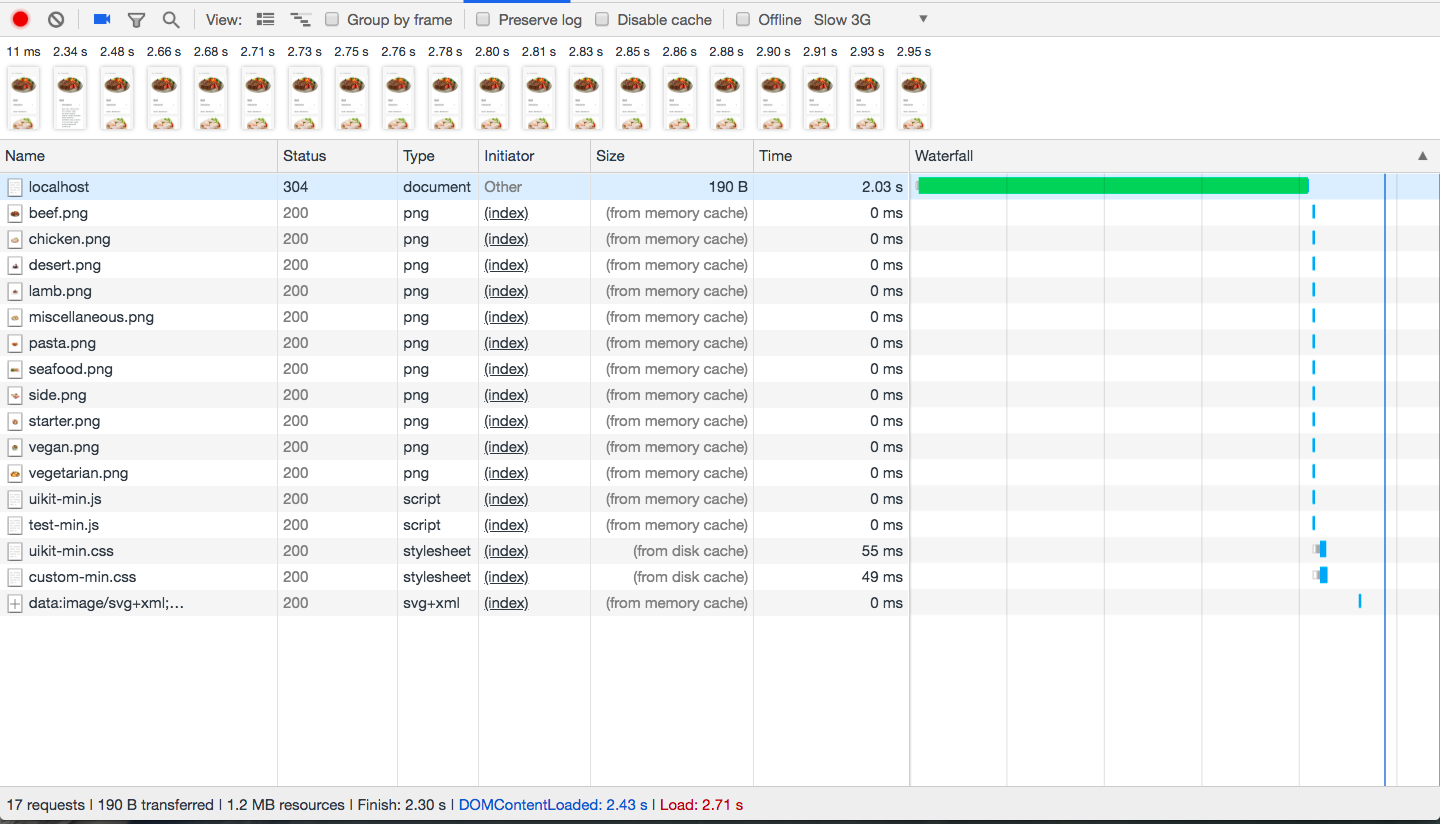 View: Group by frame Preserve log Disable cache Offline Slow 3G
11 ms 2.34 s 2.48 s 2.66 s 2.68 s 2.71 s 2.73 s 2.75 s 2.76 s 2.78 s 2.80 s 2.81 s 2.83 s 2.85 s 2.86 s 2.88 s 2.90 s 2.91 s 2.93 s 2.95 s
Name Status Type Initiator Size Time Waterfall
localhost 304 document Other 190 B 2.03 s
beef.png 200 png (index) (from memory cache) 0 ms
chicken.png 200 png (index) (from memory cache) 0 ms
desert.png 200 png (index) (from memory cache) 0 ms
lamb.png 200 png (index) (from memory cache) 0 ms
miscellaneous.png 200 png (index) (from memory cache) 0 ms
pasta.png 200 png (index) (from memory cache) 0 ms
seafood.png 200 png (index) (from memory cache) 0 ms
side.png 200 png (index) (from memory cache) 0 ms
starter.png 200 png (index) (from memory cache) 0 ms
vegan.png 200 png (index) (from memory cache) 0 ms
vegetarian.png 200 png (index) (from memory cache) 0 ms
uikit-min.js 200 script (index) (from memory cache) 0 ms
test-min.js 200 script (index) (from memory cache) 0 ms
uikit-min.css 200 stylesheet (index) (from disk cache) 55 ms
custom-min.css 200 stylesheet (index) (from disk cache) 49 ms
data:image/svg+xml;... 200 svg+xml (index) (from memory cache) 0 ms
17 requests | 190 B transferred | 1.2 MB resources | Finish: 2.30 s | DOMContentLoaded: 2.43 s | Load: 2.71 s